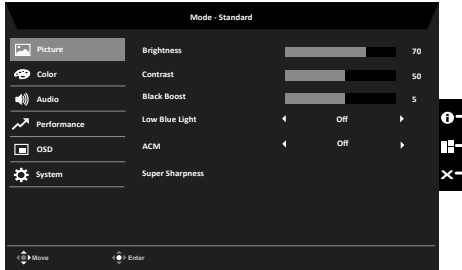 Mode - Standard
Picture
Brightness 70
Color
Contrast 50
Audio
Black Boost 5
Performance
Low Blue Light Off
OSD
ACM Off
System
Super Sharpness
Move Enter